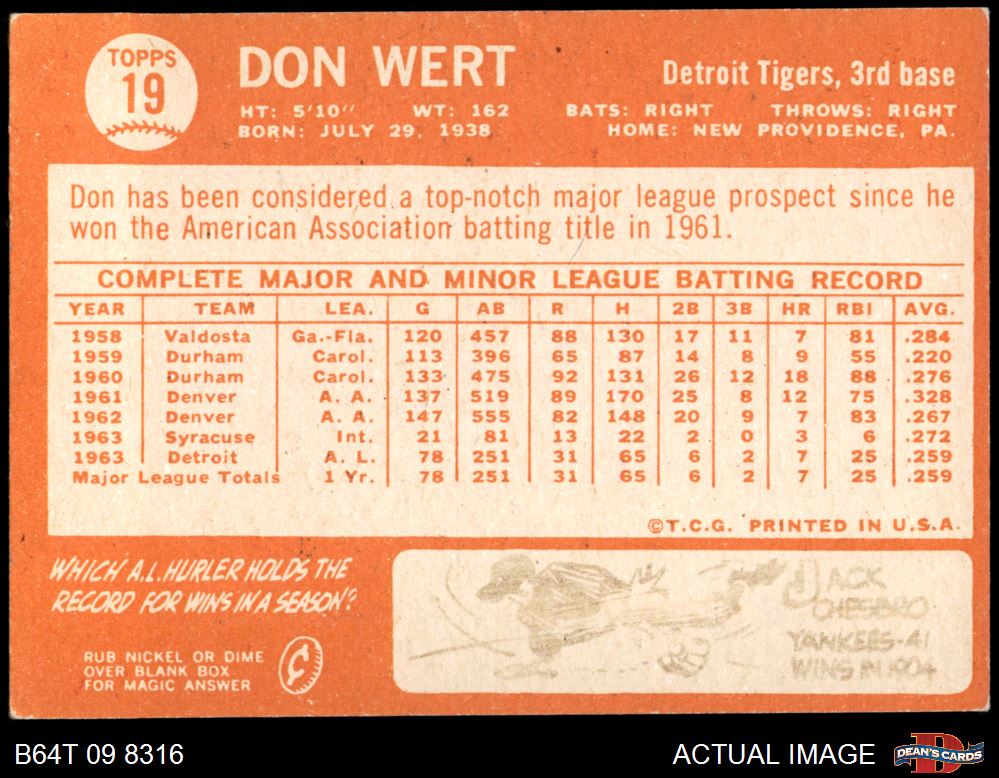 TOPPS
19
DON WERT
Detroit Tigers, 3rd base
HT: 5'10" WT: 162 BATS: RIGHT THROWS: RIGHT
BORN: JULY 29, 1938 HOME: NEW PROVIDENCE, PA.
Don has been considered a top-notch major league prospect since he
won the American Association batting title in 1961.
COMPLETE MAJOR AND MINOR LEAGUE BATTING RECORD
YEAR TEAM LEA. G AB R H 2B 3B HR RBI AVG.
1958 Valdosta Ga.-Fla. 120 457 88 130 17 11 7 81 .284
1959 Durham Carol. 113 396 65 87 14 8 9 55 .220
1960 Durham Carol. 133 475 92 131 26 12 18 88 .276
1961 Denver A. A. 137 519 89 170 25 8 12 75 .328
1962 Denver A. A. 147 555 82 148 20 9 7 83 .267
1963 Syracuse Int. 21 81 13 22 2 0 3 6 .272
1963 Detroit A. L. 78 251 31 65 6 2 7 25 .259
Major League Totals 1 Yr. 78 251 31 65 6 2 7 25 .259
©T.C.G. PRINTED IN U.S.A.
WHICH A.L. HURLER HOLDS THE
RECORD FOR WINS IN A SEASON?
RUB NICKEL OR DIME
OVER BLANK BOX
FOR MAGIC ANSWER
JACK
CHESBRO
YANKEES-41
WINS IN 1904
B64T 09 8316
ACTUAL IMAGE
DEAN'S CARDS